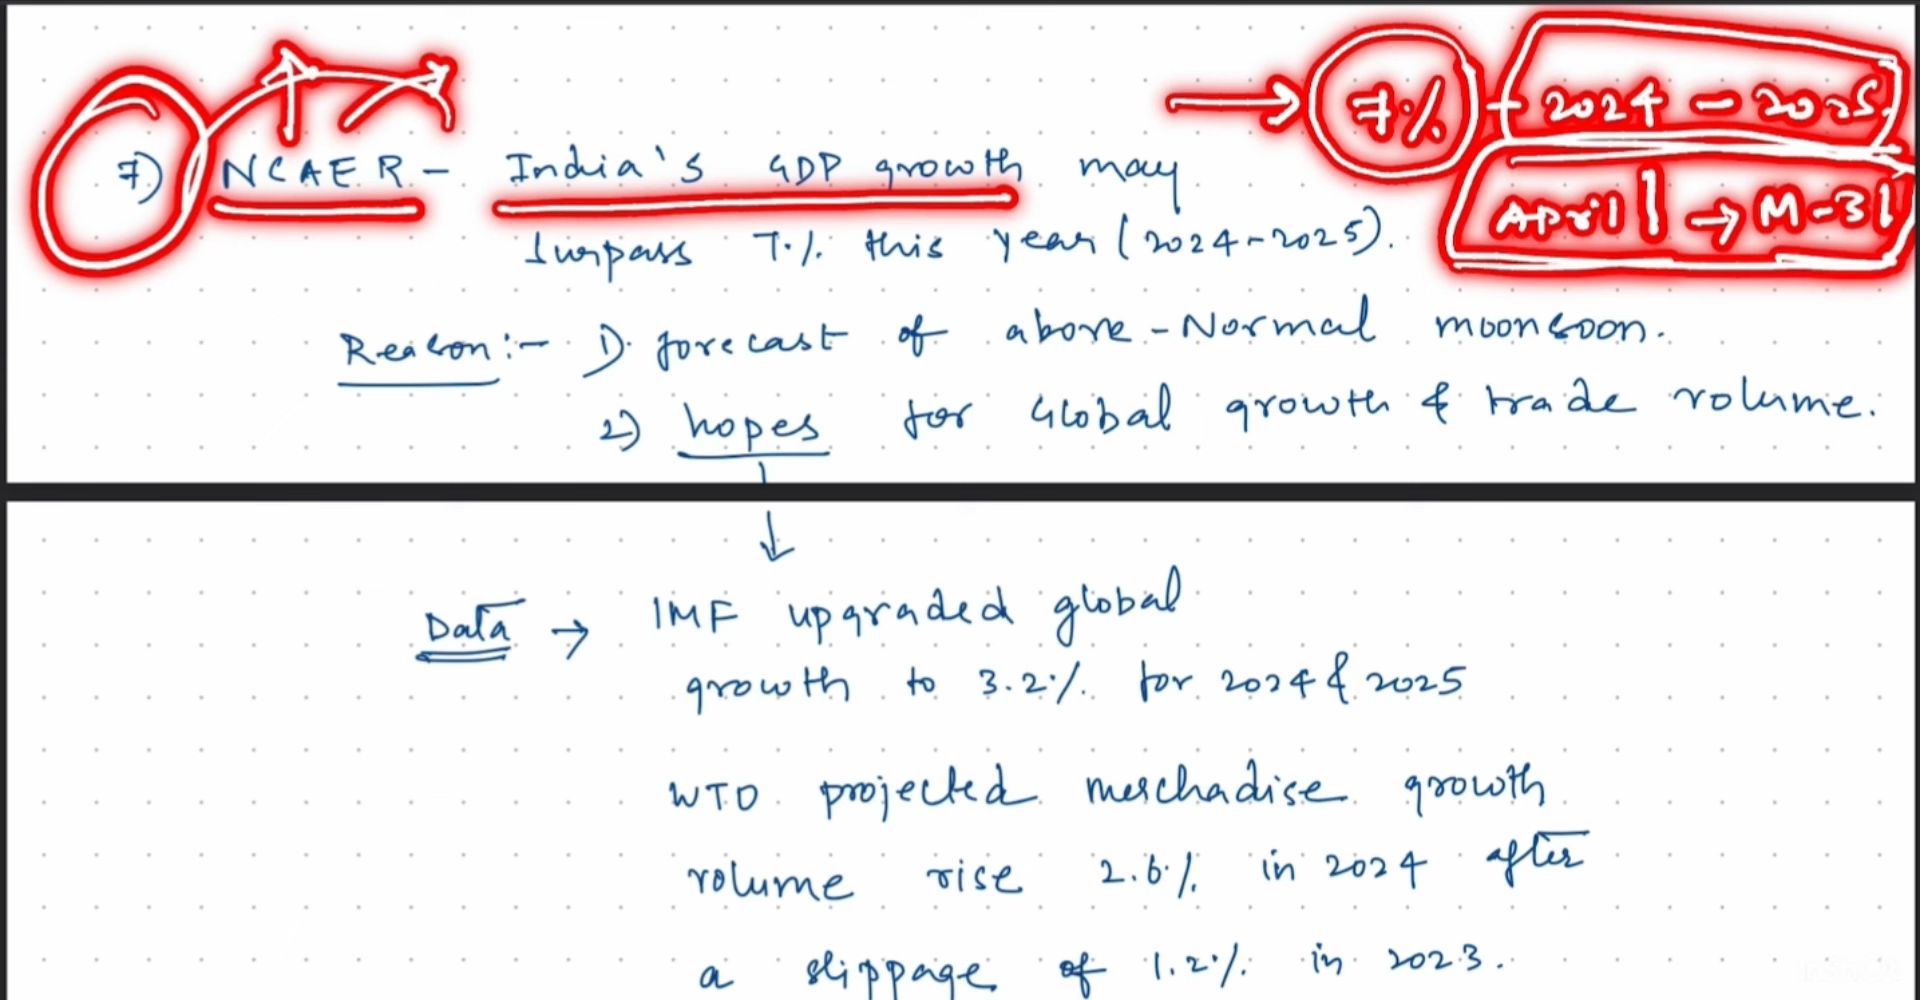 → 7% + 2024 - 2025
April 1 → M-31
7) NCAER - India's GDP growth may
surpass 7% this year (2024-2025).
Reason:- 1) forecast of above-Normal moonsoon.
2) hopes for Global growth & trade volume.
↓
Data → IMF upgraded global
growth to 3.2% for 2024 & 2025
WTO projected merchadise growth
volume rise 2.6% in 2024 after
a slippage of 1.2% in 2023.